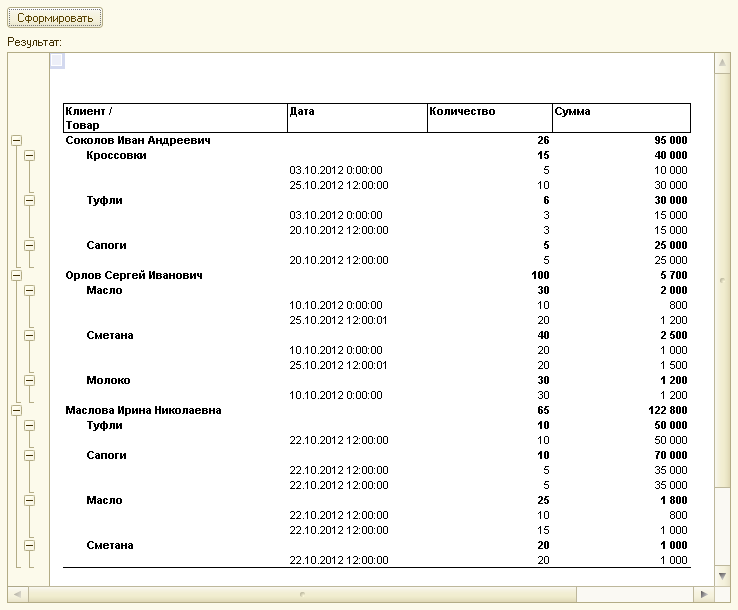 Сформировать
Результат:
Клиент / Дата Количество Сумма
Товар
Соколов Иван Андреевич 26 95 000
Кроссовки 15 40 000
03.10.2012 0:00:00 5 10 000
25.10.2012 12:00:00 10 30 000
Туфли 6 30 000
03.10.2012 0:00:00 3 15 000
20.10.2012 12:00:00 3 15 000
Сапоги 5 25 000
20.10.2012 12:00:00 5 25 000
Орлов Сергей Иванович 100 5 700
Масло 30 2 000
10.10.2012 0:00:00 10 800
25.10.2012 12:00:01 20 1 200
Сметана 40 2 500
10.10.2012 0:00:00 20 1 000
25.10.2012 12:00:01 20 1 500
Молоко 30 1 200
10.10.2012 0:00:00 30 1 200
Маслова Ирина Николаевна 65 122 800
Туфли 10 50 000
22.10.2012 12:00:00 10 50 000
Сапоги 10 70 000
22.10.2012 12:00:00 5 35 000
22.10.2012 12:00:00 5 35 000
Масло 25 1 800
22.10.2012 12:00:00 10 800
22.10.2012 12:00:00 15 1 000
Сметана 20 1 000
22.10.2012 12:00:00 20 1 000